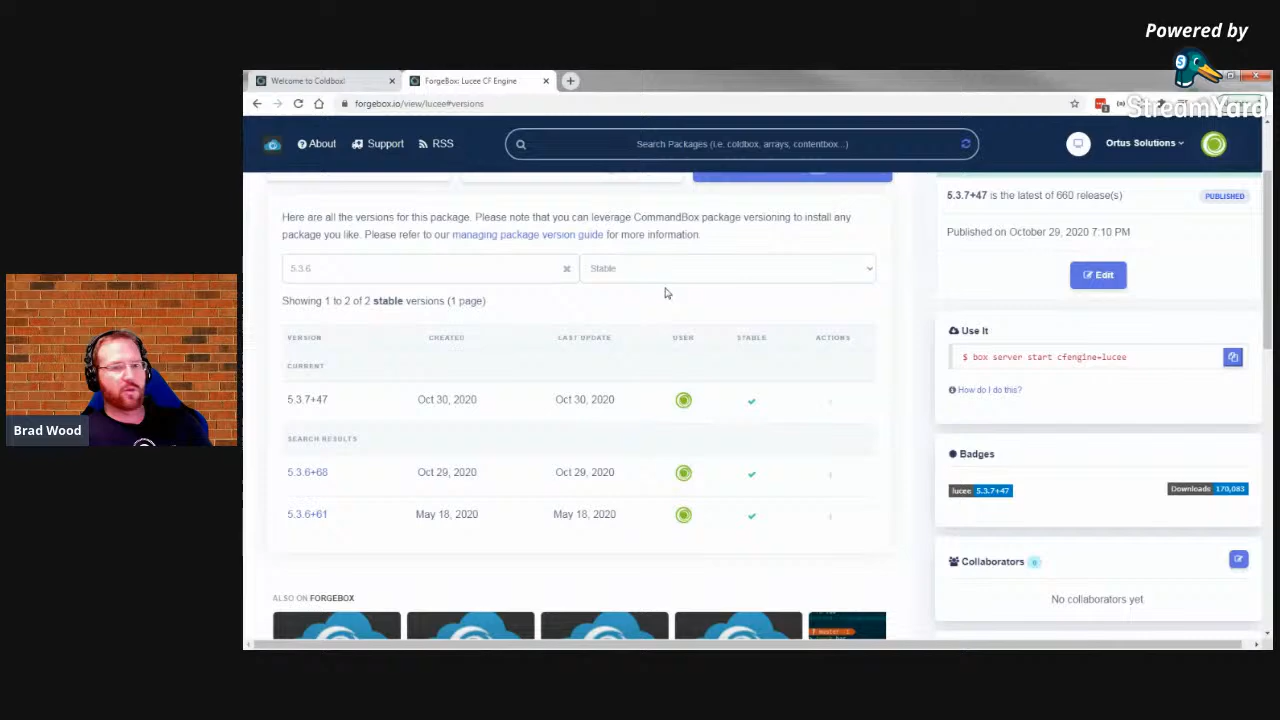 Powered by
StreamYard
Welcome to Coldbox!
ForgeBox: Lucee CF Engine
forgebox.io/view/lucee#versions
About
Support
RSS
Search Packages (i.e. coldbox, arrays, contentbox...)
Ortus Solutions
Here are all the versions for this package. Please note that you can leverage CommandBox package versioning to install any
package you like. Please refer to our managing package version guide for more information.
5.3.6
Stable
Showing 1 to 2 of 2 stable versions (1 page)
VERSION CREATED LAST UPDATE USER STABLE ACTIONS
CURRENT
5.3.7+47 Oct 30, 2020 Oct 30, 2020
SEARCH RESULTS
5.3.6+68 Oct 29, 2020 Oct 29, 2020
5.3.6+61 May 18, 2020 May 18, 2020
ALSO ON FORGEBOX
5.3.7+47 is the latest of 660 release(s) PUBLISHED
Published on October 29, 2020 7:10 PM
Edit
Use It
$ box server start cfengine=lucee
How do I do this?
Badges
lucee 5.3.7+47
Downloads 170,083
Collaborators 0
No collaborators yet
Brad Wood